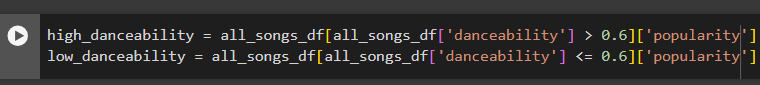 high_danceability = all_songs_df[all_songs_df['danceability'] > 0.6]['popularity']
low_danceability = all_songs_df[all_songs_df['danceability'] <= 0.6]['popularity']